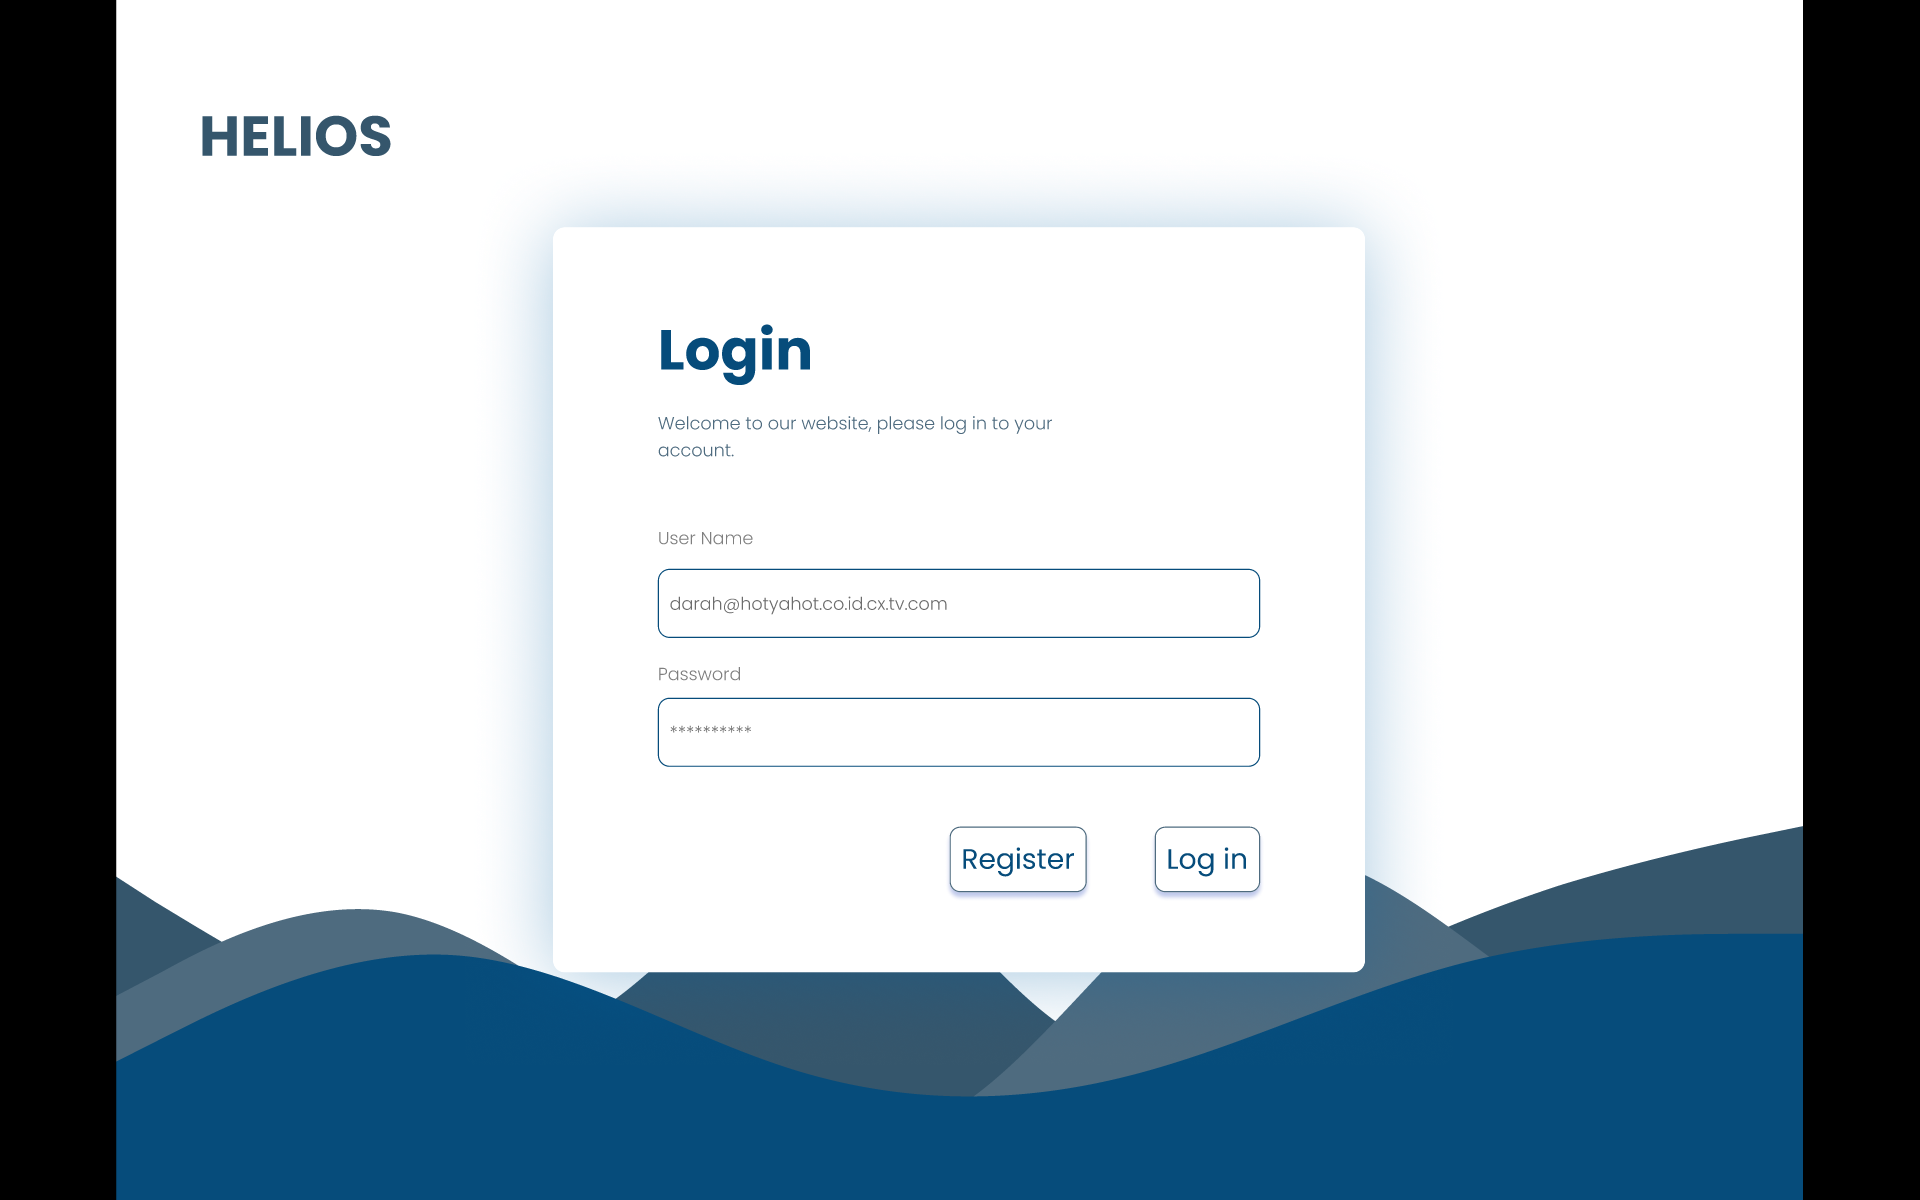 HELIOS
Login
Welcome to our website, please log in to your
account.
User Name
darah@hotyahot.co.id.cx.tv.com
Password
**********
Register
Log in